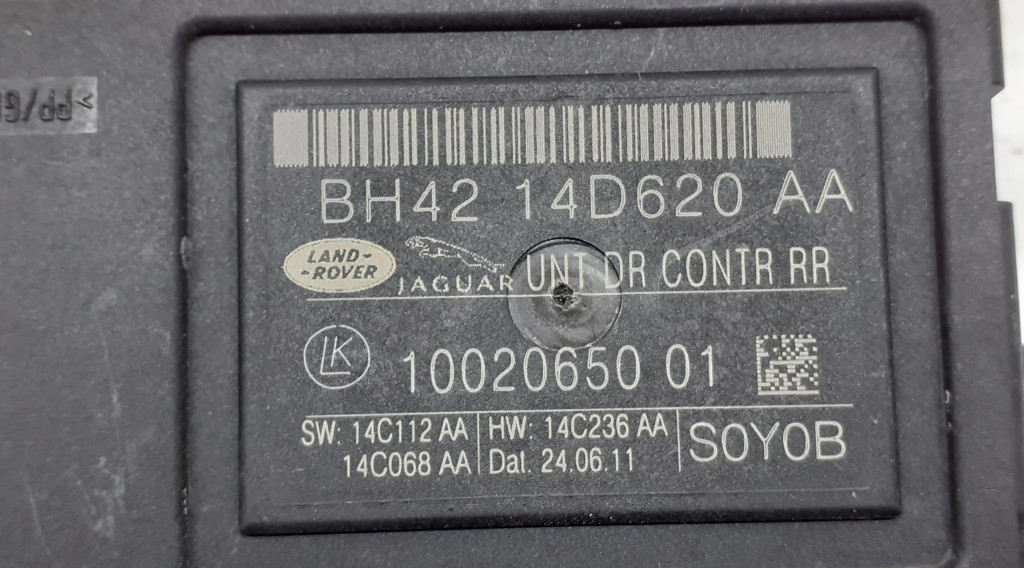 BH42 14D620 AA
LAND-
-ROVER
JAGUAR
UNT DR CONTR RR
LK
10020650 01
SW: 14C112 AA
14C068 AA
HW: 14C236 AA
Dat. 24.06.11
SOYOB